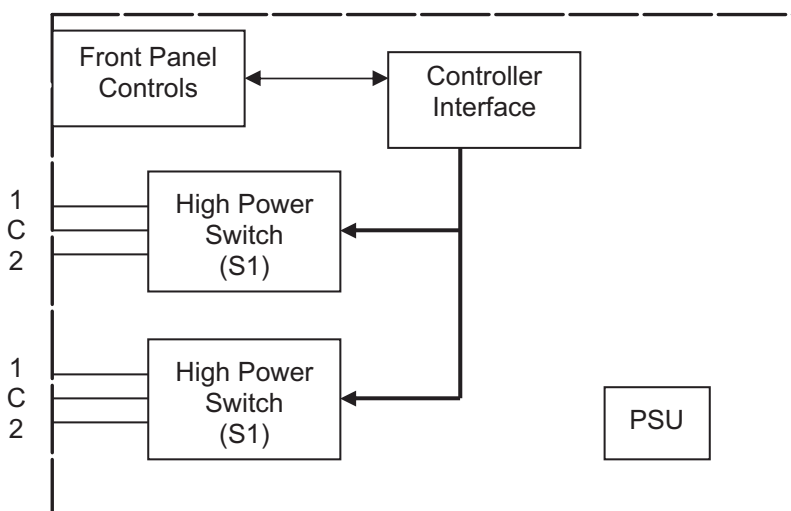 Front Panel
Controls
Controller
Interface
1
C
2
High Power
Switch
(S1)
1
C
2
High Power
Switch
(S1)
PSU